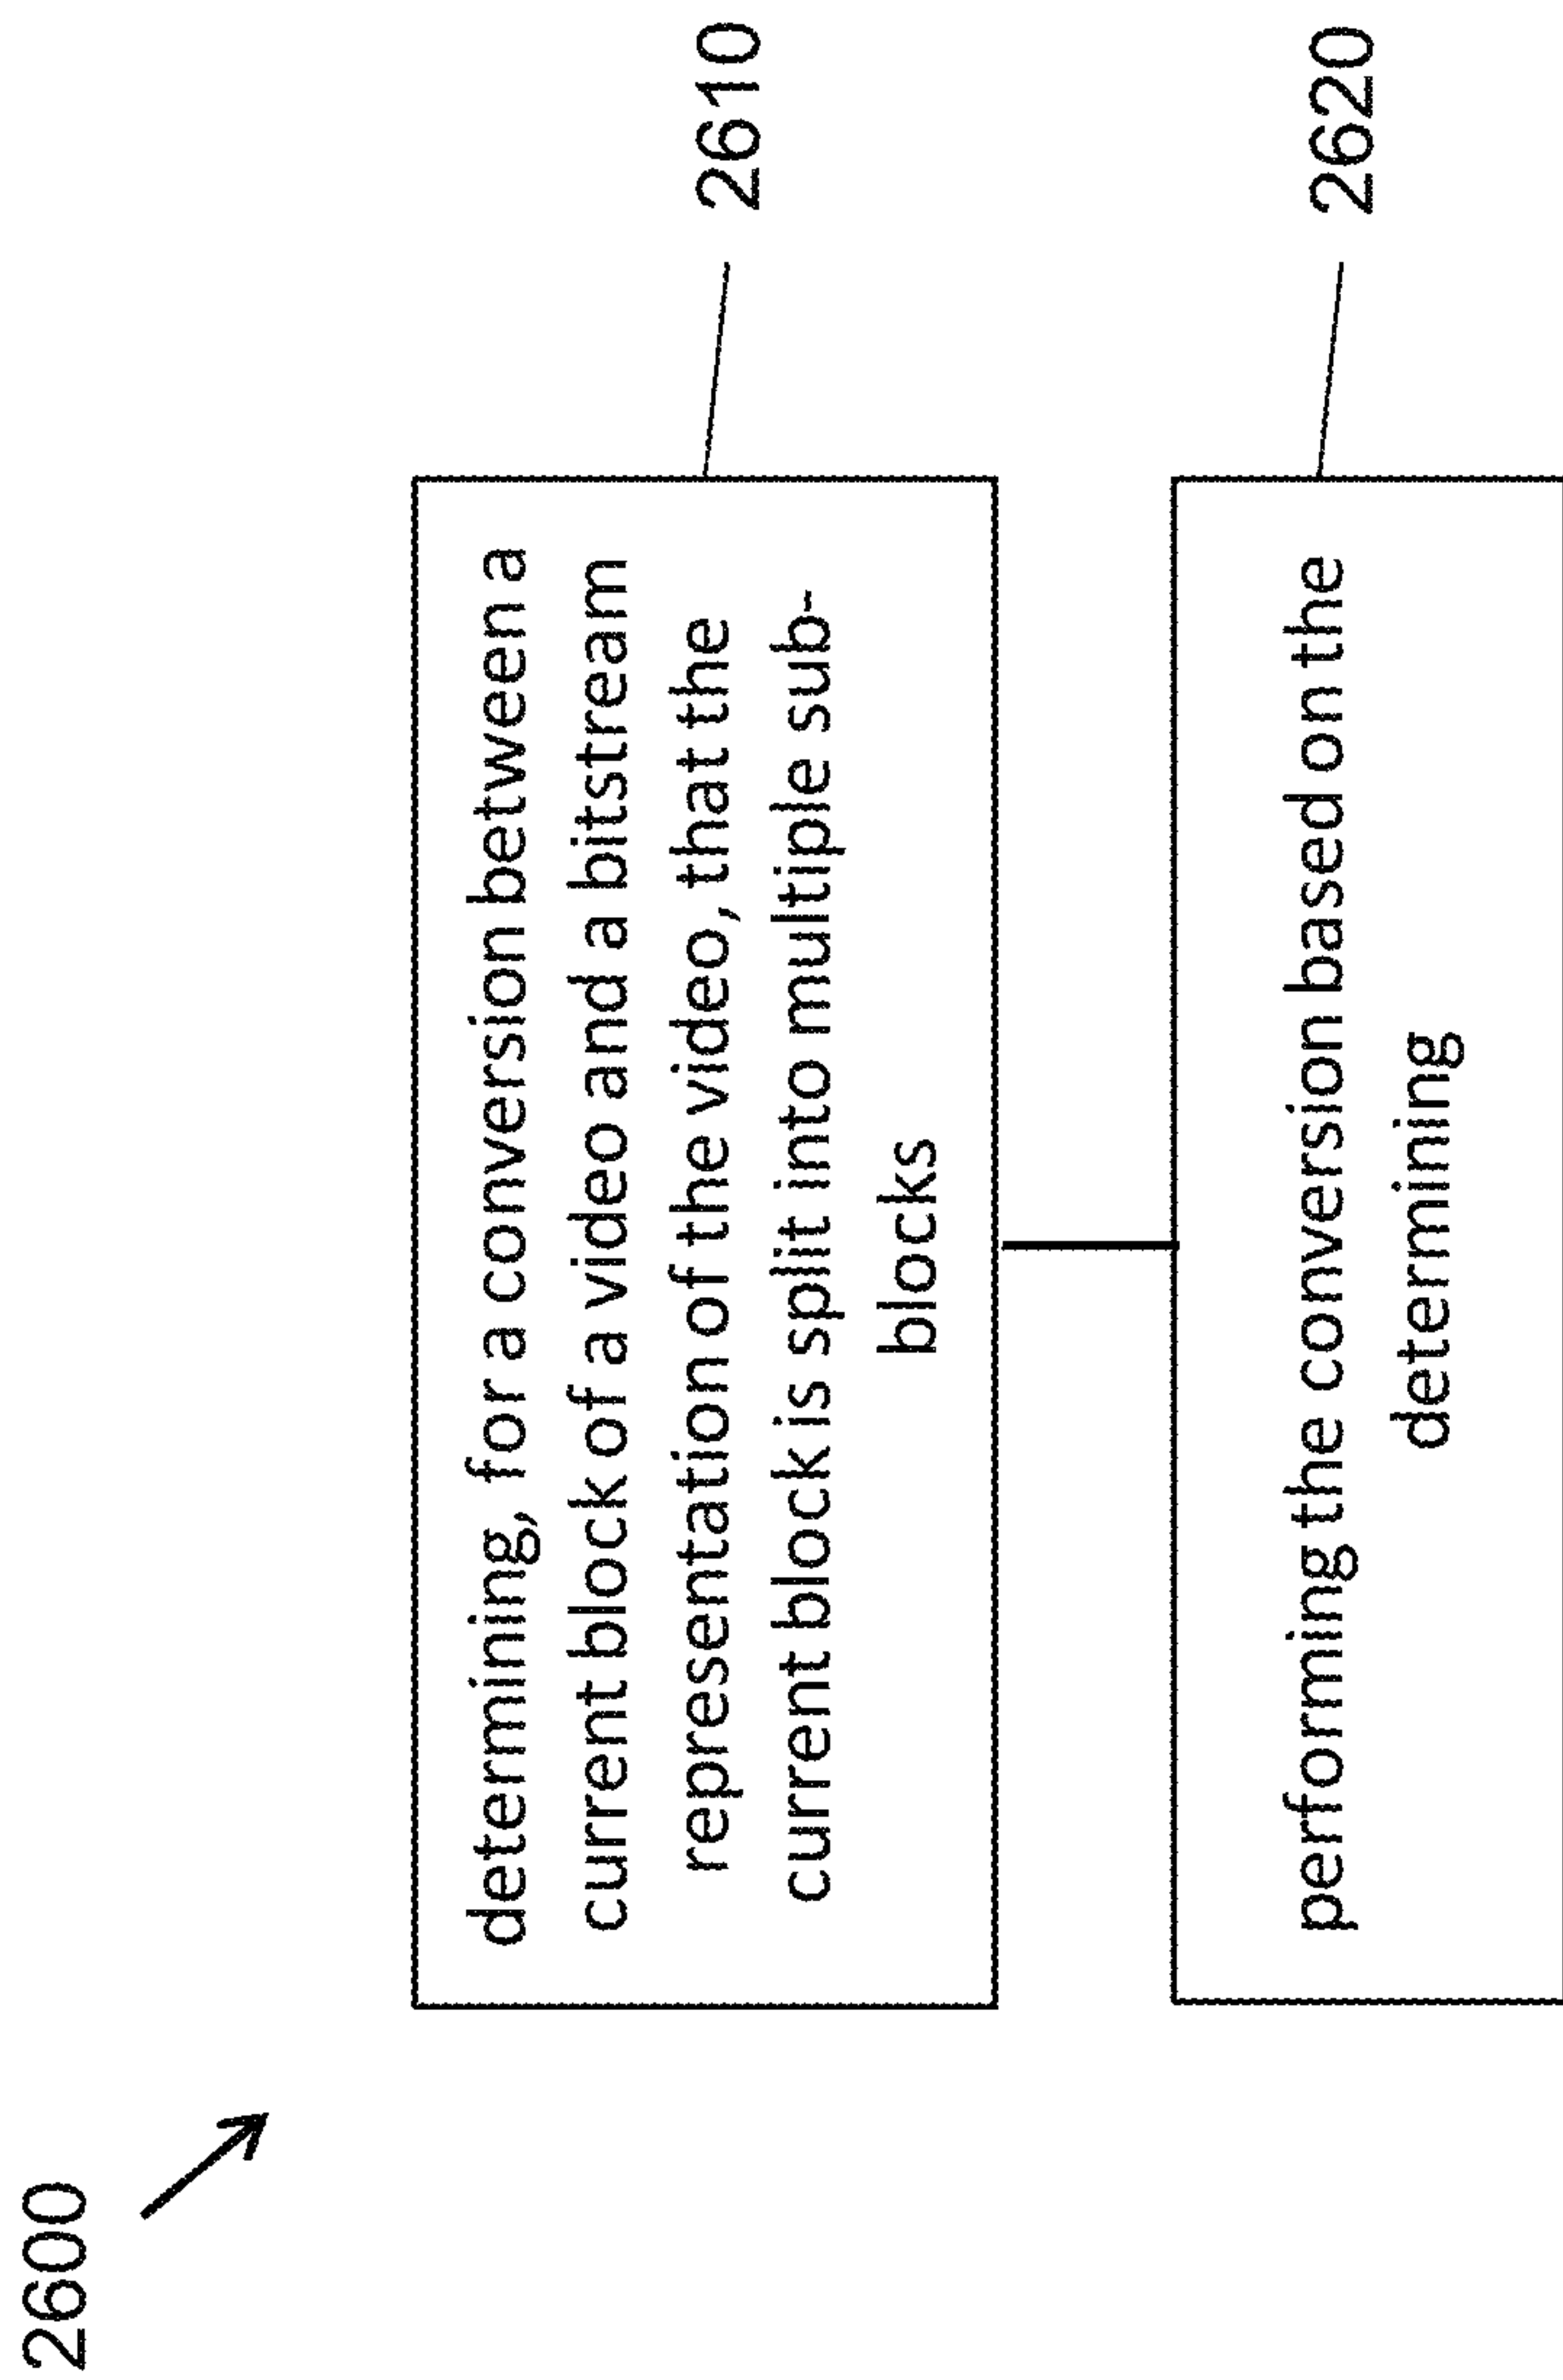 2600
determining, for a conversion between a
current block of a video and a bitstream
representation of the video, that the
current block is split into multiple sub-
blocks
2610
performing the conversion based on the
determining
2620